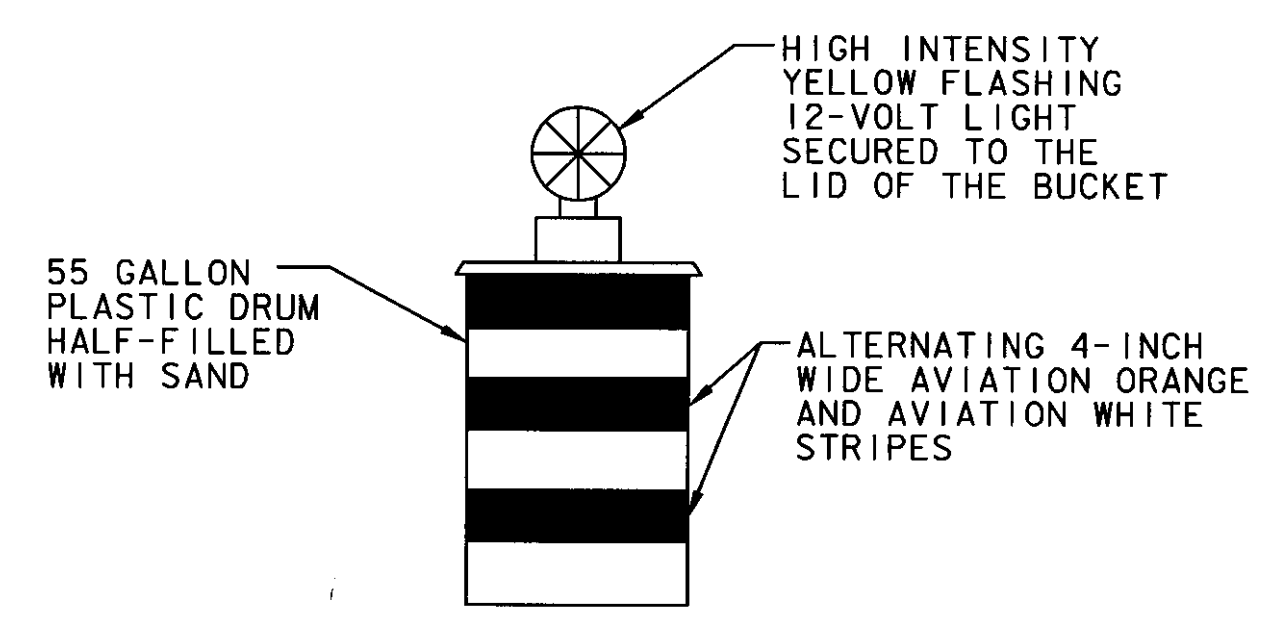 HIGH INTENSITY
YELLOW FLASHING
12-VOLT LIGHT
SECURED TO THE
LID OF THE BUCKET
55 GALLON
PLASTIC DRUM
HALF-FILLED
WITH SAND
ALTERNATING 4-INCH
WIDE AVIATION ORANGE
AND AVIATION WHITE
STRIPES